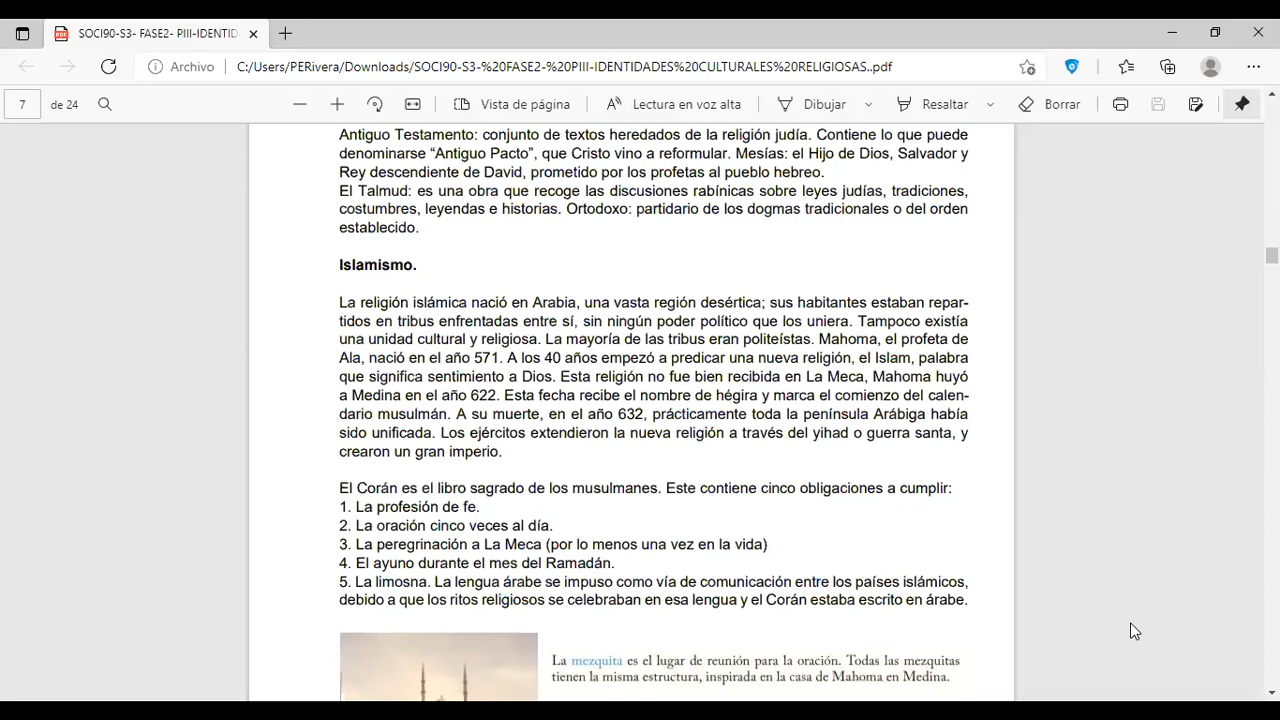 SOCI90-S3- FASE2- PIII-IDENTID
Archivo
C:/Users/PERivera/Downloads/SOCI90-S3-%20FASE2-%20PIII-IDENTIDADES%20CULTURALES%20RELIGIOSAS..pdf
7 de 24
Vista de página
Lectura en voz alta
Dibujar
Resaltar
Borrar
Antiguo Testamento: conjunto de textos heredados de la religión judía. Contiene lo que puede
denominarse “Antiguo Pacto”, que Cristo vino a reformular. Mesías: el Hijo de Dios, Salvador y
Rey descendiente de David, prometido por los profetas al pueblo hebreo.
El Talmud: es una obra que recoge las discusiones rabínicas sobre leyes judías, tradiciones,
costumbres, leyendas e historias. Ortodoxo: partidario de los dogmas tradicionales o del orden
establecido.
Islamismo.
La religión islámica nació en Arabia, una vasta región desértica; sus habitantes estaban repar-
tidos en tribus enfrentadas entre sí, sin ningún poder político que los uniera. Tampoco existía
una unidad cultural y religiosa. La mayoría de las tribus eran politeístas. Mahoma, el profeta de
Ala, nació en el año 571. A los 40 años empezó a predicar una nueva religión, el Islam, palabra
que significa sentimiento a Dios. Esta religión no fue bien recibida en La Meca, Mahoma huyó
a Medina en el año 622. Esta fecha recibe el nombre de hégira y marca el comienzo del calen-
dario musulmán. A su muerte, en el año 632, prácticamente toda la península Arábiga había
sido unificada. Los ejércitos extendieron la nueva religión a través del yihad o guerra santa, y
crearon un gran imperio.
El Corán es el libro sagrado de los musulmanes. Este contiene cinco obligaciones a cumplir:
1. La profesión de fe.
2. La oración cinco veces al día.
3. La peregrinación a La Meca (por lo menos una vez en la vida)
4. El ayuno durante el mes del Ramadán.
5. La limosna. La lengua árabe se impuso como vía de comunicación entre los países islámicos,
debido a que los ritos religiosos se celebraban en esa lengua y el Corán estaba escrito en árabe.
La mezquita es el lugar de reunión para la oración. Todas las mezquitas
tienen la misma estructura, inspirada en la casa de Mahoma en Medina.